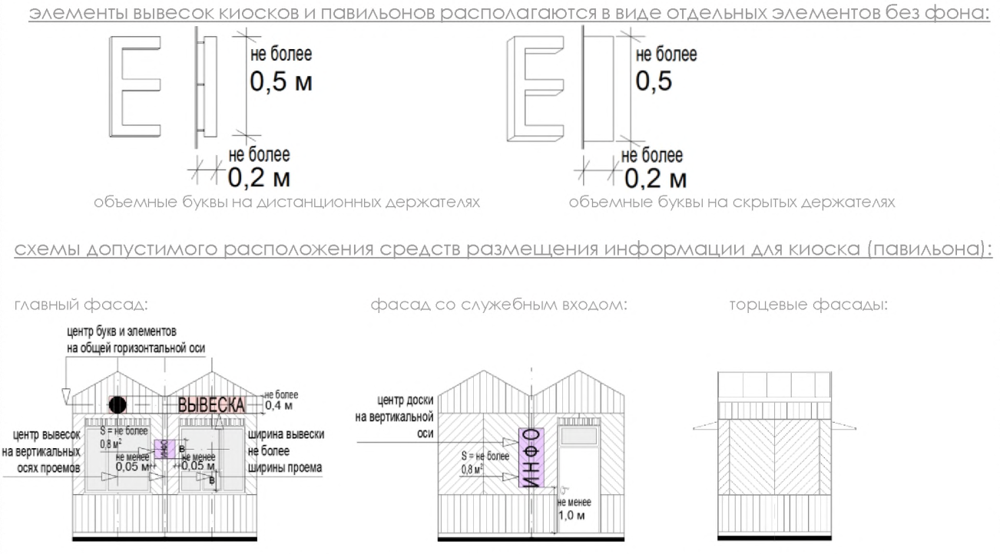 элементы вывесок киосков и павильонов располагаются в виде отдельных элементов без фона:
Е
не более
0,5 м
не более
0,2 м
Е
не более
0,5
не более
0,2 м
объемные буквы на дистанционных держателях
объемные буквы на скрытых держателях
схемы допустимого расположения средств размещения информации для киоска (павильона):
главный фасад:
фасад со служебным входом:
торцевые фасады:
центр букв и элементов
на общей горизонтальной оси
ВЫВЕСКА
не более
0,4 м
центр вывесок
на вертикальных
осях проемов
S = не более
0,8 м²
не менее
0,05 м
ИНФО
в
не менее
0,05 м
в
ширина вывески
не более
ширины проема
центр доски
на вертикальной
оси
S = не более
0,8 м²
ИНФО
не менее
1,0 м